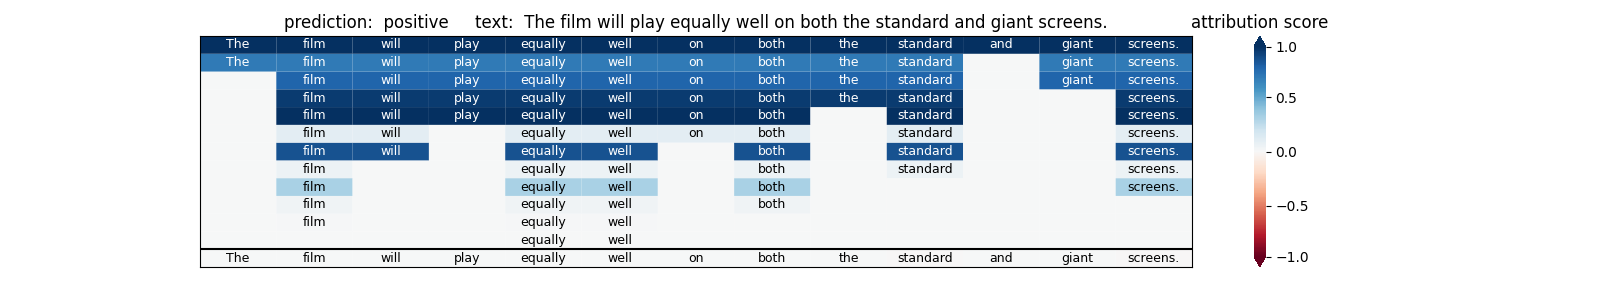 prediction:  positive     text:  The film will play equally well on both the standard and giant screens.     attribution score
The film will play equally well on both the standard and giant screens.
The film will play equally well on both the standard giant screens.
film will play equally well on both the standard giant screens.
film will play equally well on both the standard screens.
film will play equally well on both standard screens.
film will equally well on both standard screens.
film will equally well both standard screens.
film equally well both standard screens.
film equally well both screens.
film equally well both
film equally well
equally well
The film will play equally well on both the standard and giant screens.
1.0
0.5
0.0
−0.5
−1.0